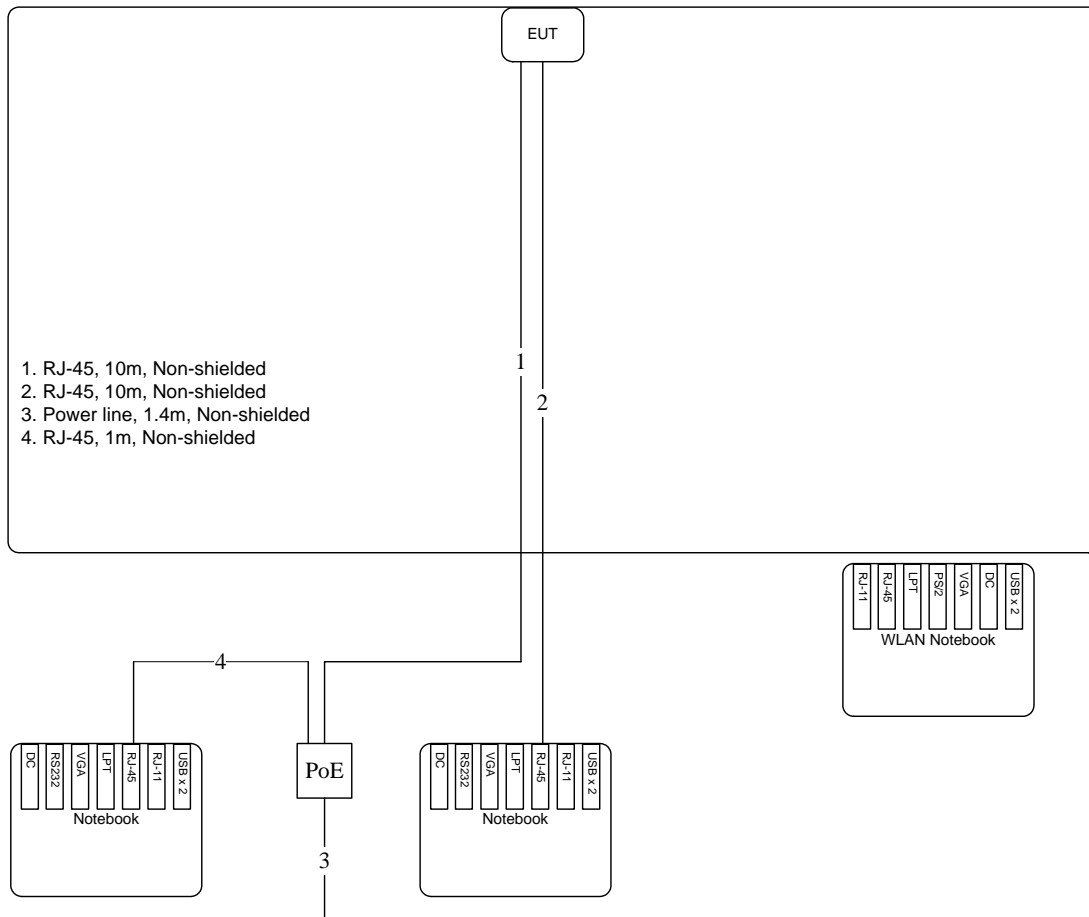 EUT
1
2
1. RJ-45, 10m, Non-shielded
2. RJ-45, 10m, Non-shielded
3. Power line, 1.4m, Non-shielded
4. RJ-45, 1m, Non-shielded
RJ-11
RJ-45
LPT
PS/2
VGA
DC
USB x 2
WLAN Notebook
4
DC
RS232
VGA
LPT
RJ-45
RJ-11
USB x 2
Notebook
PoE
DC
RS232
VGA
LPT
RJ-45
RJ-11
USB x 2
Notebook
3